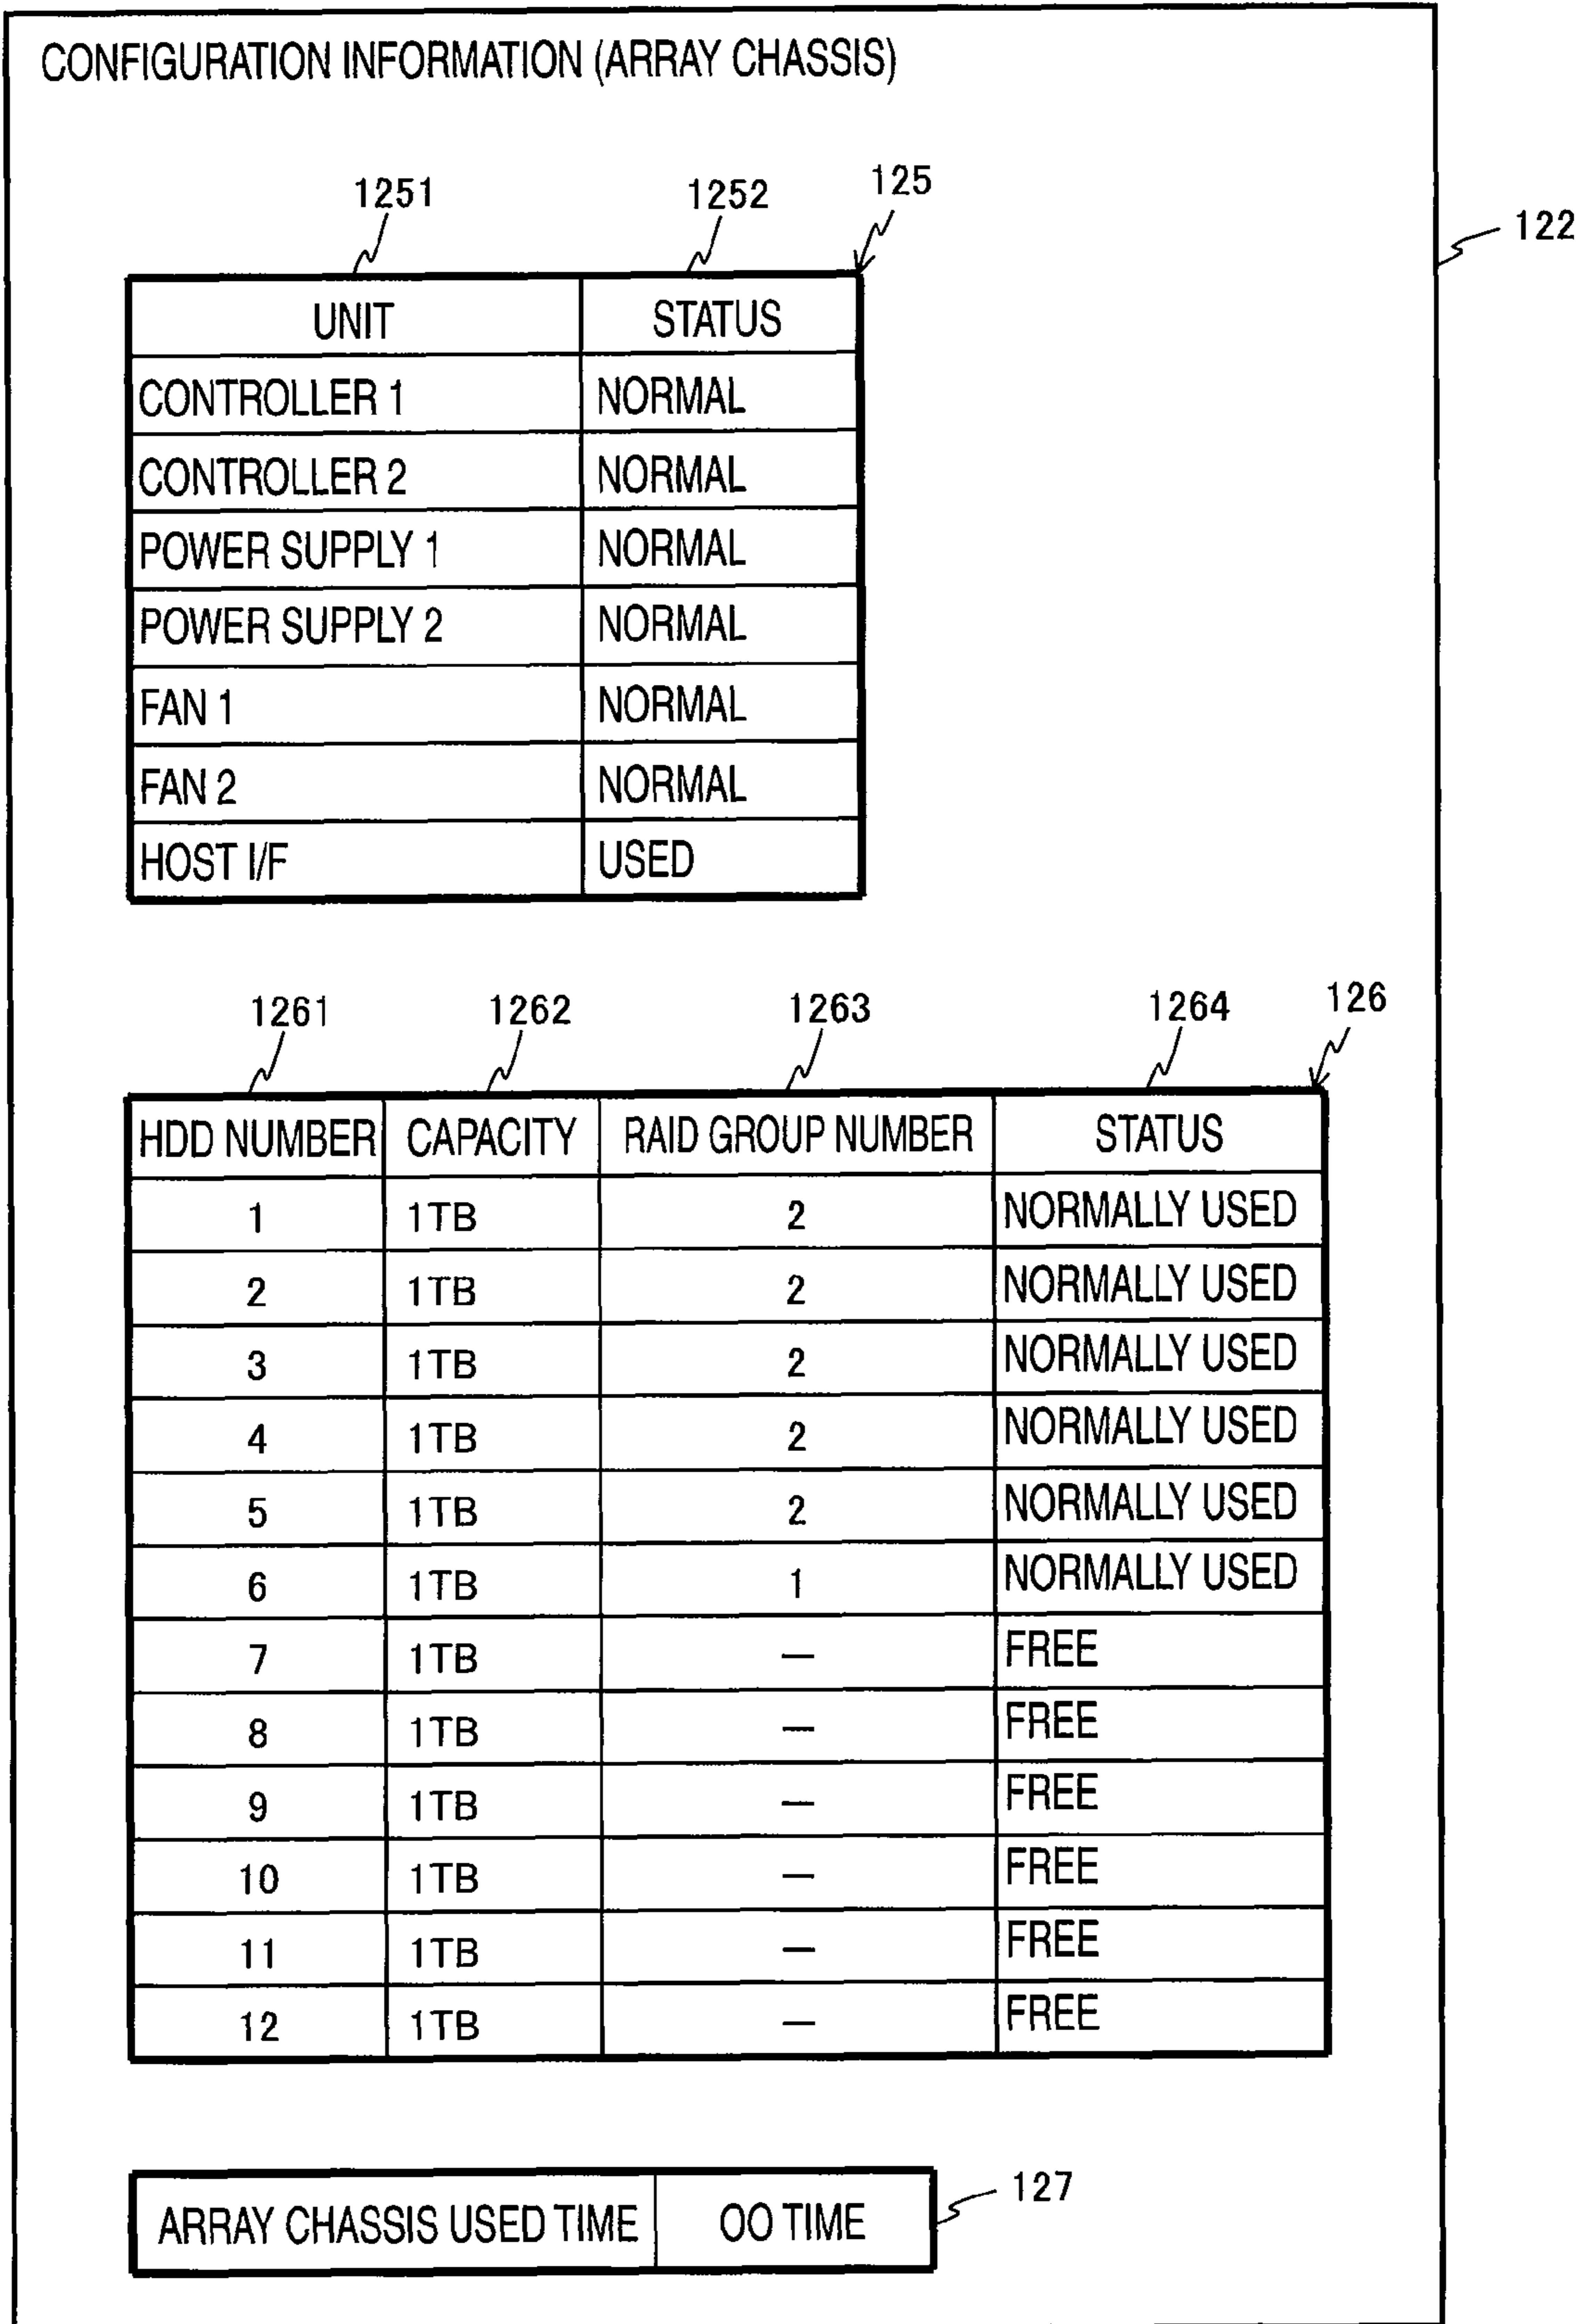 CONFIGURATION INFORMATION (ARRAY CHASSIS)
1251 1252 125
122
UNIT STATUS
CONTROLLER 1 NORMAL
CONTROLLER 2 NORMAL
POWER SUPPLY 1 NORMAL
POWER SUPPLY 2 NORMAL
FAN 1 NORMAL
FAN 2 NORMAL
HOST I/F USED
1261 1262 1263 1264 126
HDD NUMBER CAPACITY RAID GROUP NUMBER STATUS
1 1TB 2 NORMALLY USED
2 1TB 2 NORMALLY USED
3 1TB 2 NORMALLY USED
4 1TB 2 NORMALLY USED
5 1TB 2 NORMALLY USED
6 1TB 1 NORMALLY USED
7 1TB — FREE
8 1TB — FREE
9 1TB — FREE
10 1TB — FREE
11 1TB — FREE
12 1TB — FREE
ARRAY CHASSIS USED TIME OO TIME 127